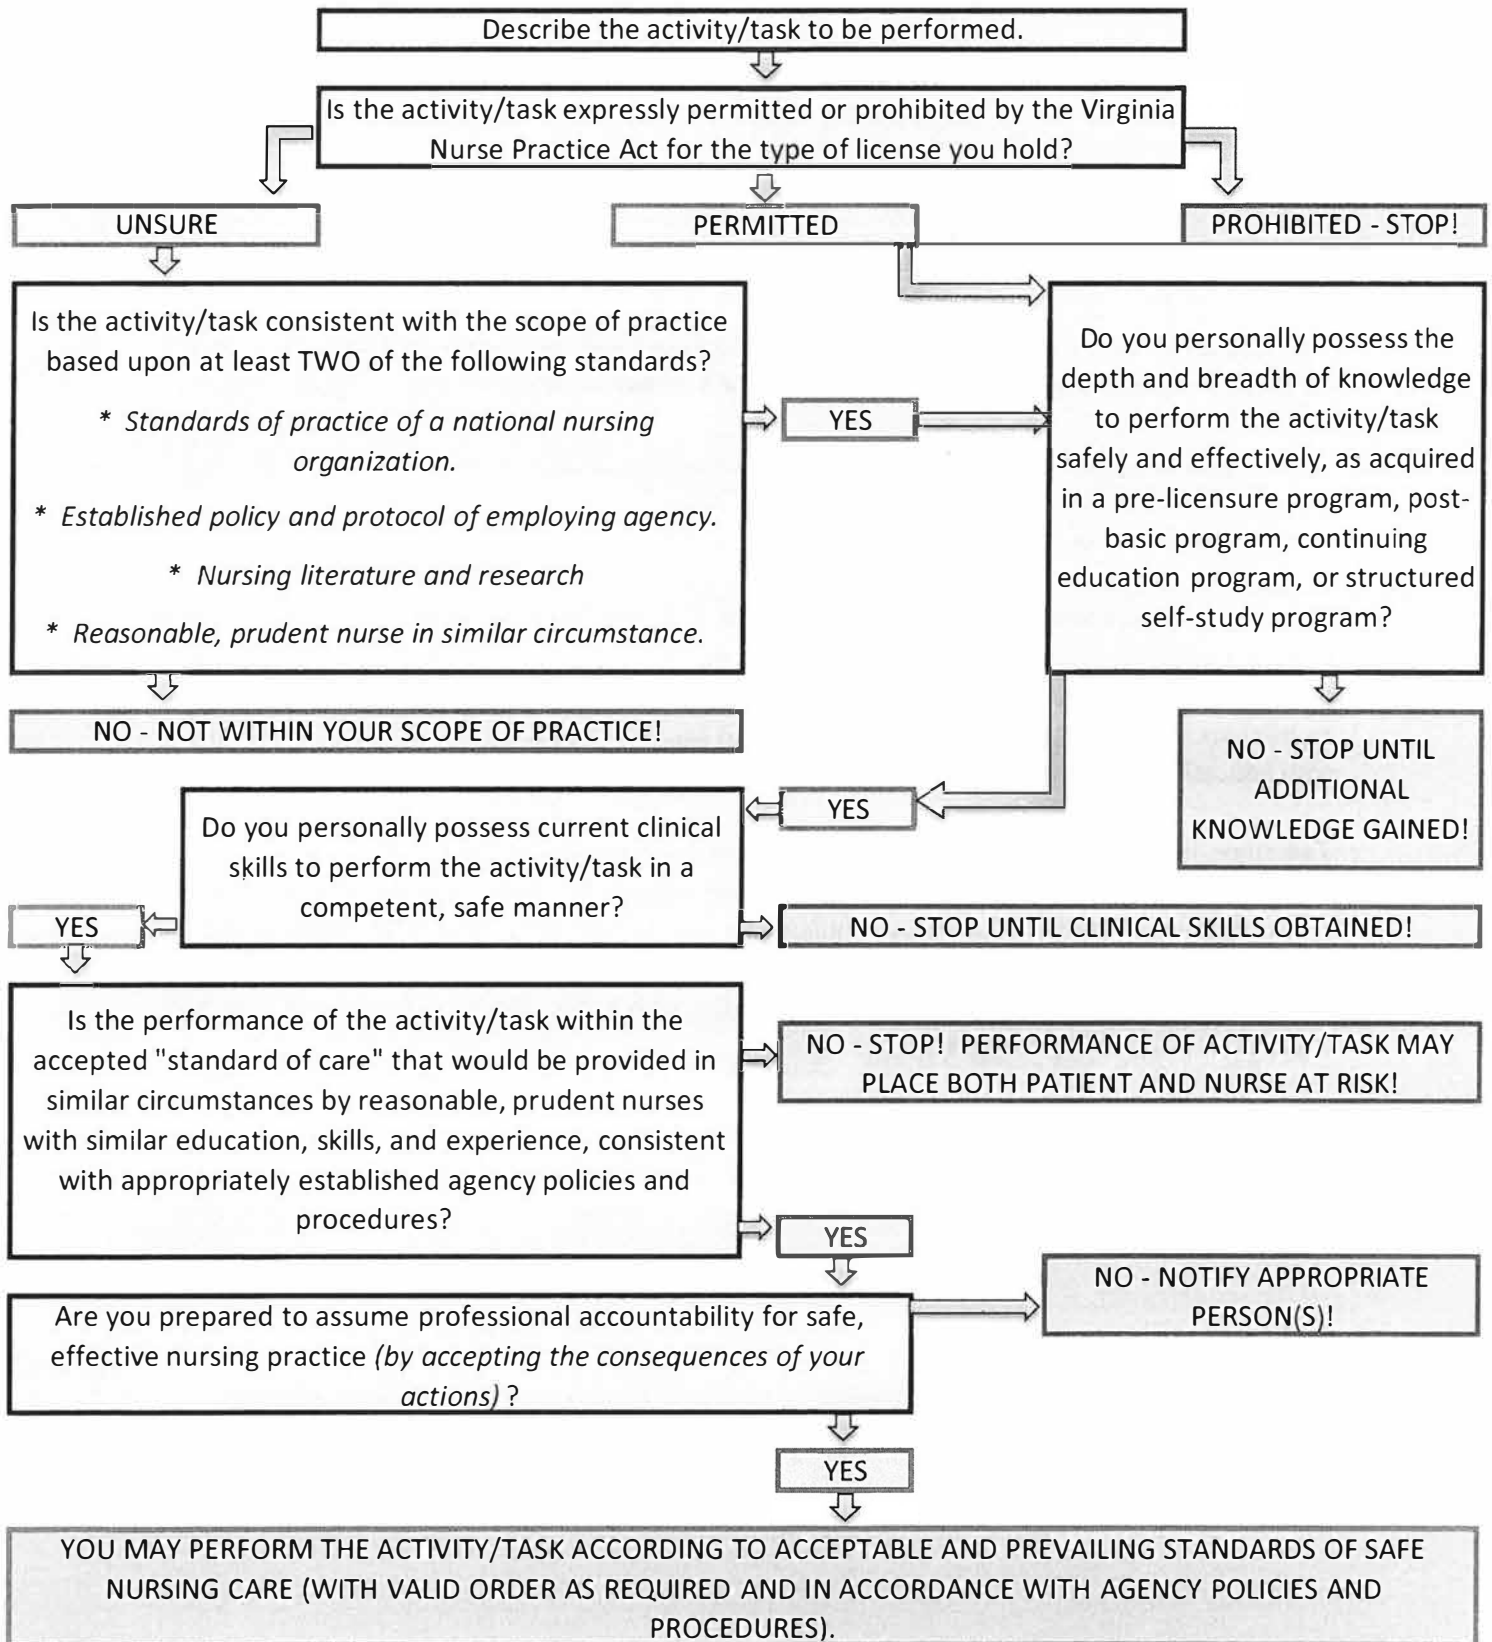 Describe the activity/task to be performed.
Is the activity/task expressly permitted or prohibited by the Virginia
Nurse Practice Act for the type of license you hold?
UNSURE
PERMITTED
PROHIBITED - STOP!
Is the activity/task consistent with the scope of practice
based upon at least TWO of the following standards?
* Standards of practice of a national nursing
organization.
* Established policy and protocol of employing agency.
* Nursing literature and research
* Reasonable, prudent nurse in similar circumstance.
YES
Do you personally possess the
depth and breadth of knowledge
to perform the activity/task
safely and effectively, as acquired
in a pre-licensure program, post-
basic program, continuing
education program, or structured
self-study program?
NO - NOT WITHIN YOUR SCOPE OF PRACTICE!
NO - STOP UNTIL
ADDITIONAL
KNOWLEDGE GAINED!
YES
Do you personally possess current clinical
skills to perform the activity/task in a
competent, safe manner?
YES
NO - STOP UNTIL CLINICAL SKILLS OBTAINED!
Is the performance of the activity/task within the
accepted "standard of care" that would be provided in
similar circumstances by reasonable, prudent nurses
with similar education, skills, and experience, consistent
with appropriately established agency policies and
procedures?
NO - STOP! PERFORMANCE OF ACTIVITY/TASK MAY
PLACE BOTH PATIENT AND NURSE AT RISK!
YES
Are you prepared to assume professional accountability for safe,
effective nursing practice (by accepting the consequences of your
actions) ?
NO - NOTIFY APPROPRIATE
PERSON(S)!
YES
YOU MAY PERFORM THE ACTIVITY/TASK ACCORDING TO ACCEPTABLE AND PREVAILING STANDARDS OF SAFE
NURSING CARE (WITH VALID ORDER AS REQUIRED AND IN ACCORDANCE WITH AGENCY POLICIES AND
PROCEDURES).